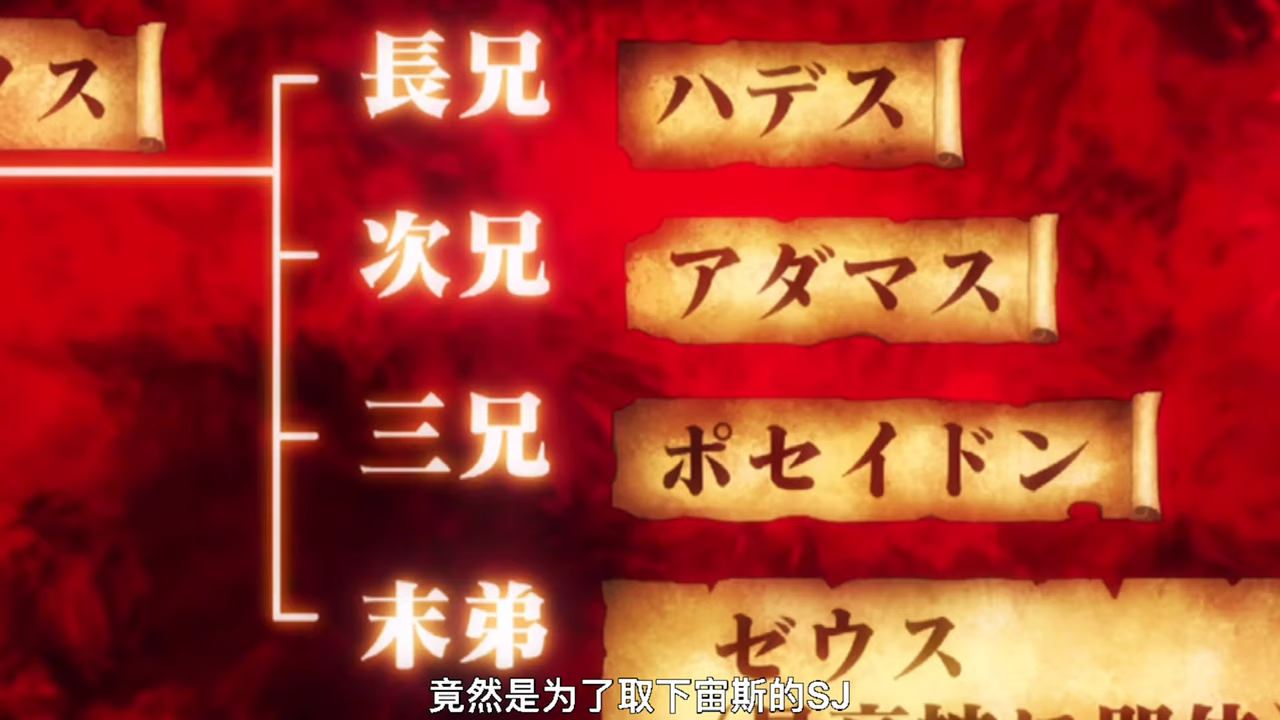 ス
長兄 ハデス
次兄 アダマス
三兄 ポセイドン
末弟 ゼウス
竟然是为了取下宙斯的SJ